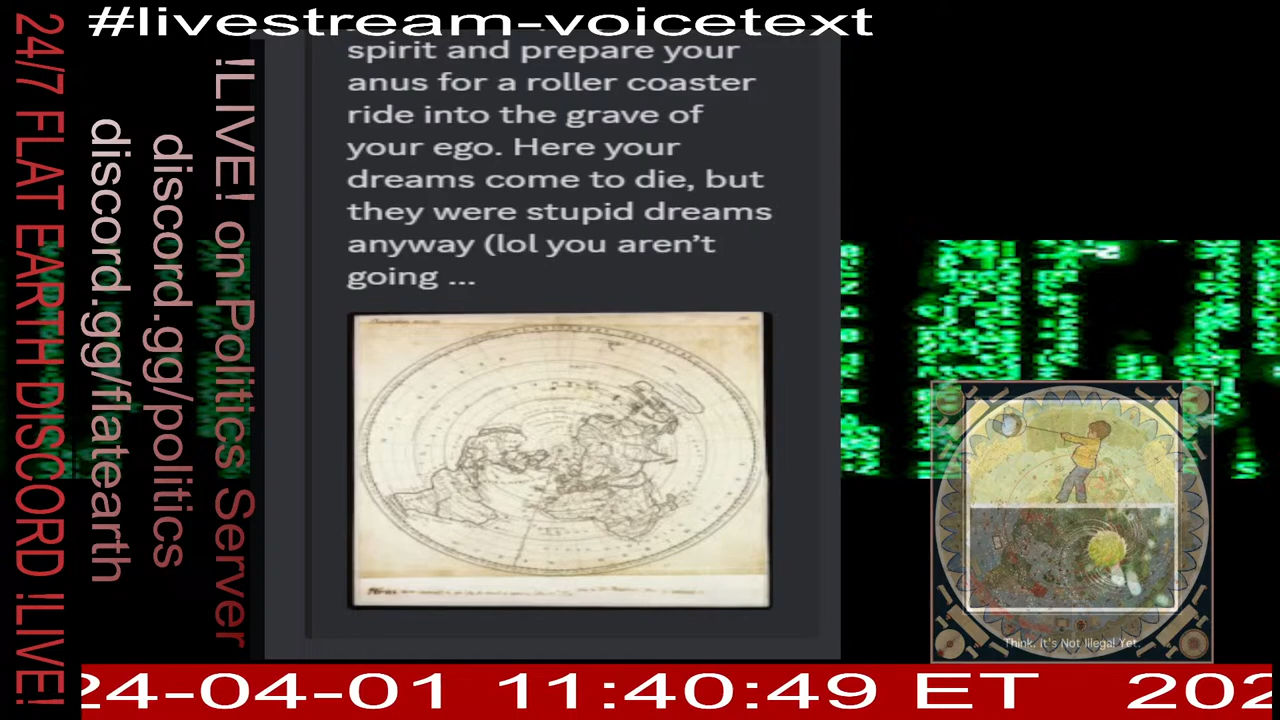 #livestream-voicetext
24/7 FLAT EARTH DISCORD !LIVE!
discord.gg/flatearth
discord.gg/politics
!LIVE! on Politics Server
spirit and prepare your
anus for a roller coaster
ride into the grave of
your ego. Here your
dreams come to die, but
they were stupid dreams
anyway (lol you aren’t
going ...
Think. It's Not Illegal Yet.
24-04-01 11:40:49 ET 202